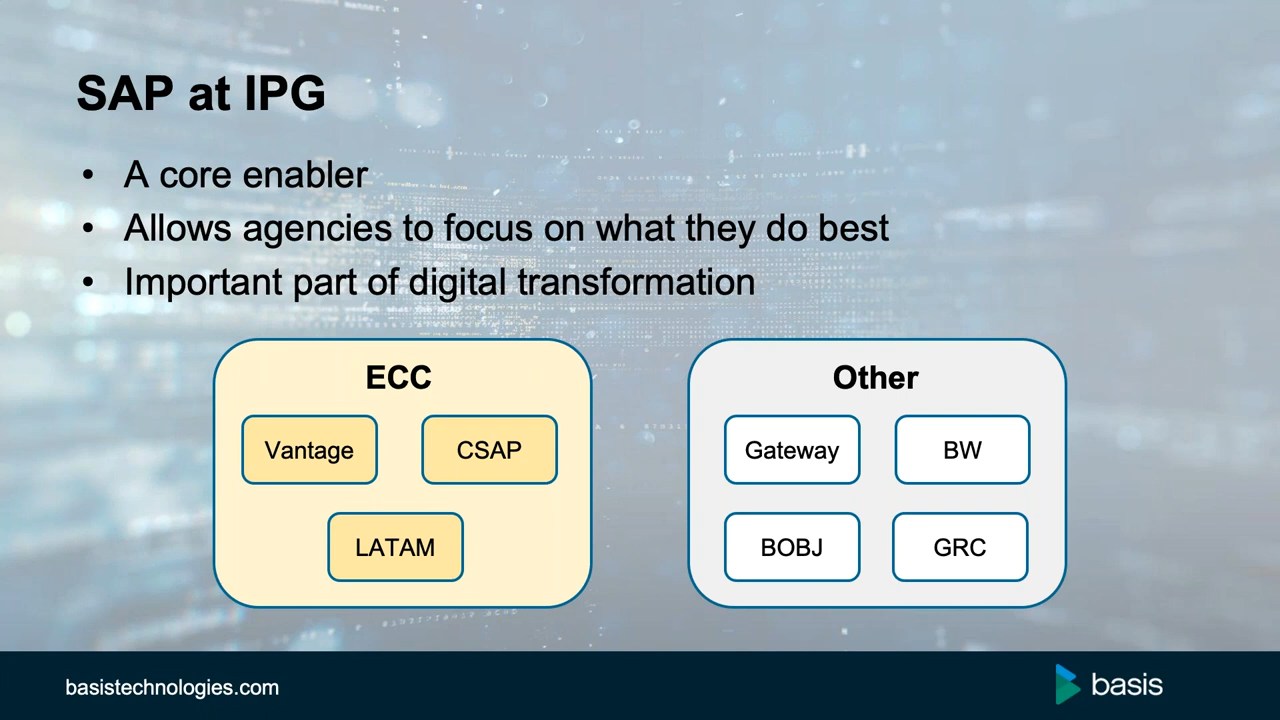 SAP at IPG
• A core enabler
• Allows agencies to focus on what they do best
• Important part of digital transformation
ECC
Vantage
CSAP
LATAM
Other
Gateway
BW
BOBJ
GRC
basistechnologies.com
basis